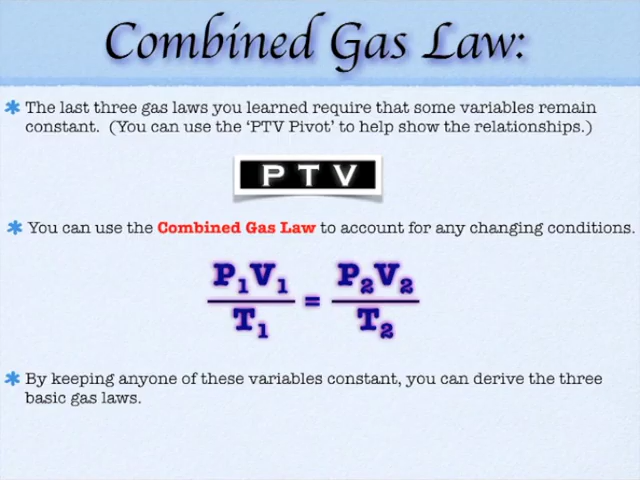 Combined Gas Law:
The last three gas laws you learned require that some variables remain
constant. (You can use the ‘PTV Pivot’ to help show the relationships.)
P T V
You can use the Combined Gas Law to account for any changing conditions.
P₁V₁ / T₁ = P₂V₂ / T₂
By keeping anyone of these variables constant, you can derive the three
basic gas laws.